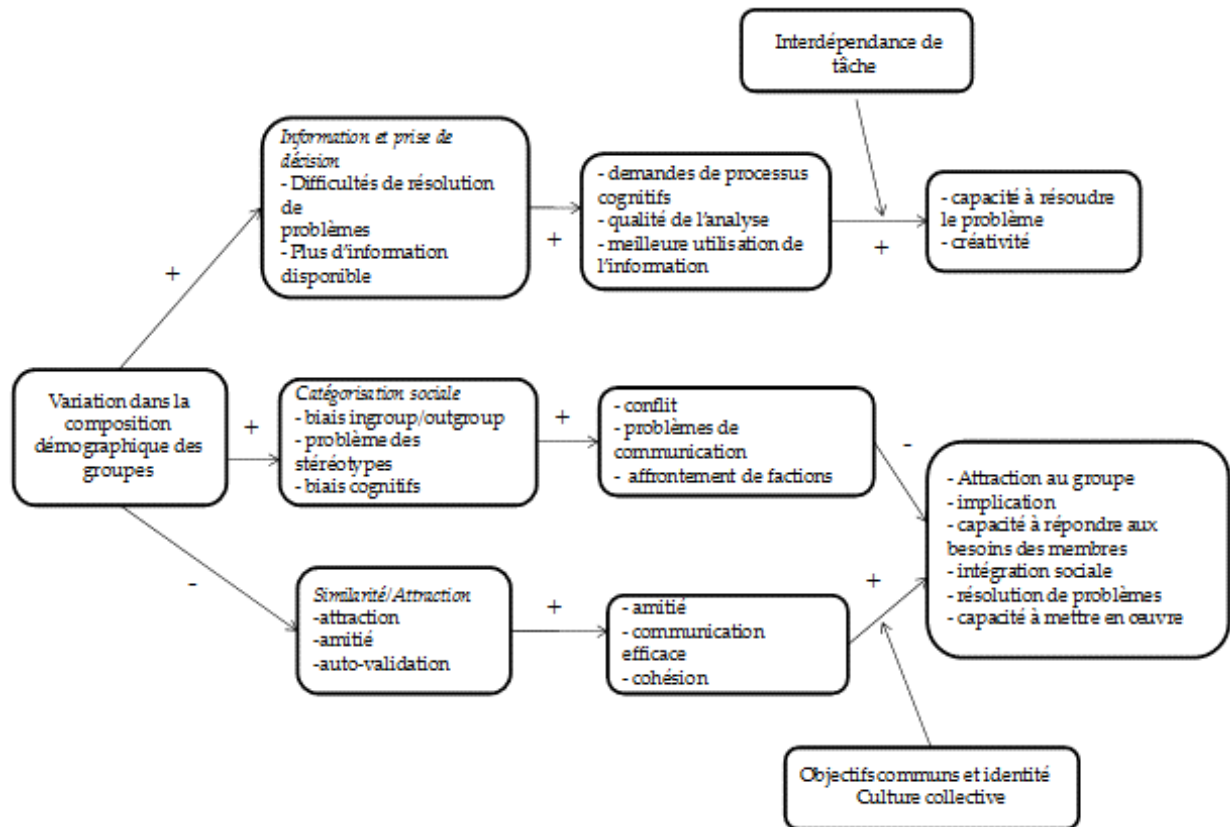 Interdépendance de
tâche
Information et prise de
décision
- Difficultés de résolution
de
problèmes
- Plus d'information
disponible
- demandes de processus
cognitifs
- qualité de l'analyse
- meilleure utilisation de
l'information
- capacité à résoudre
le problème
- créativité
+
+
+
Variation dans la
composition
démographique des
groupes
+
Catégorisation sociale
- biais ingroup/outgroup
- problème des
stéréotypes
- biais cognitifs
+
- conflit
- problèmes de
communication
- affrontement de factions
-
- Attraction au groupe
- implication
- capacité à répondre aux
besoins des membres
- intégration sociale
- résolution de problèmes
- capacité à mettre en œuvre
-
Similarité/Attraction
-attraction
-amitié
-auto-validation
+
- amitié
- communication
efficace
- cohésion
+
Objectifs communs et identité
Culture collective